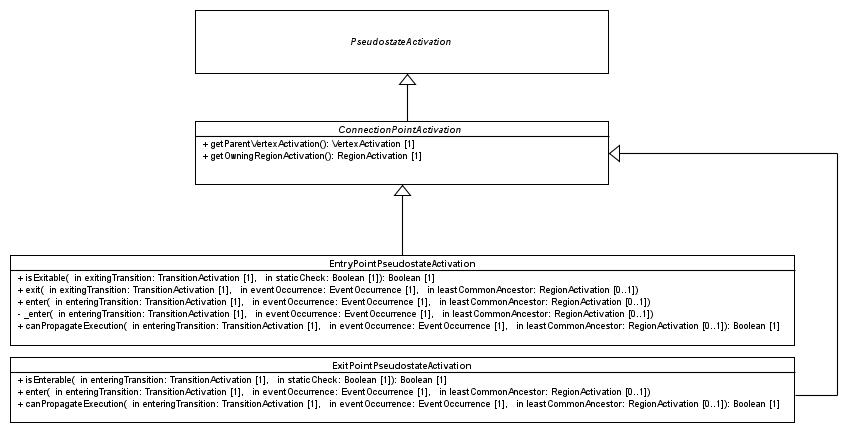 PseudostateActivation
ConnectionPointActivation
+ getParentVertexActivation(): VertexActivation [1]
+ getOwningRegionActivation(): RegionActivation [1]
EntryPointPseudostateActivation
+ isExitable( in exitingTransition: TransitionActivation [1], in staticCheck: Boolean [1]): Boolean [1]
+ exit( in exitingTransition: TransitionActivation [1], in eventOccurrence: EventOccurrence [1], in leastCommonAncestor: RegionActivation [0..1])
+ enter( in enteringTransition: TransitionActivation [1], in eventOccurrence: EventOccurrence [1], in leastCommonAncestor: RegionActivation [0..1])
- _enter( in enteringTransition: TransitionActivation [1], in eventOccurrence: EventOccurrence [1], in leastCommonAncestor: RegionActivation [0..1])
+ canPropagateExecution( in enteringTransition: TransitionActivation [1], in eventOccurrence: EventOccurrence [1], in leastCommonAncestor: RegionActivation [0..1]): Boolean [1]
ExitPointPseudostateActivation
+ isEnterable( in enteringTransition: TransitionActivation [1], in staticCheck: Boolean [1]): Boolean [1]
+ enter( in enteringTransition: TransitionActivation [1], in eventOccurrence: EventOccurrence [1], in leastCommonAncestor: RegionActivation [0..1])
+ canPropagateExecution( in enteringTransition: TransitionActivation [1], in eventOccurrence: EventOccurrence [1], in leastCommonAncestor: RegionActivation [0..1]): Boolean [1]